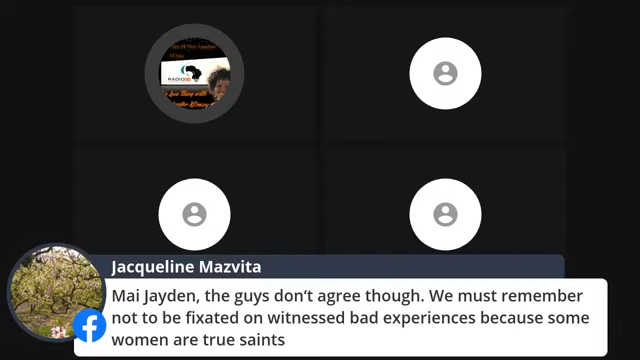 RADIO
Jacqueline Mazvita
Mai Jayden, the guys don't agree though. We must remember
not to be fixated on witnessed bad experiences because some
women are true saints